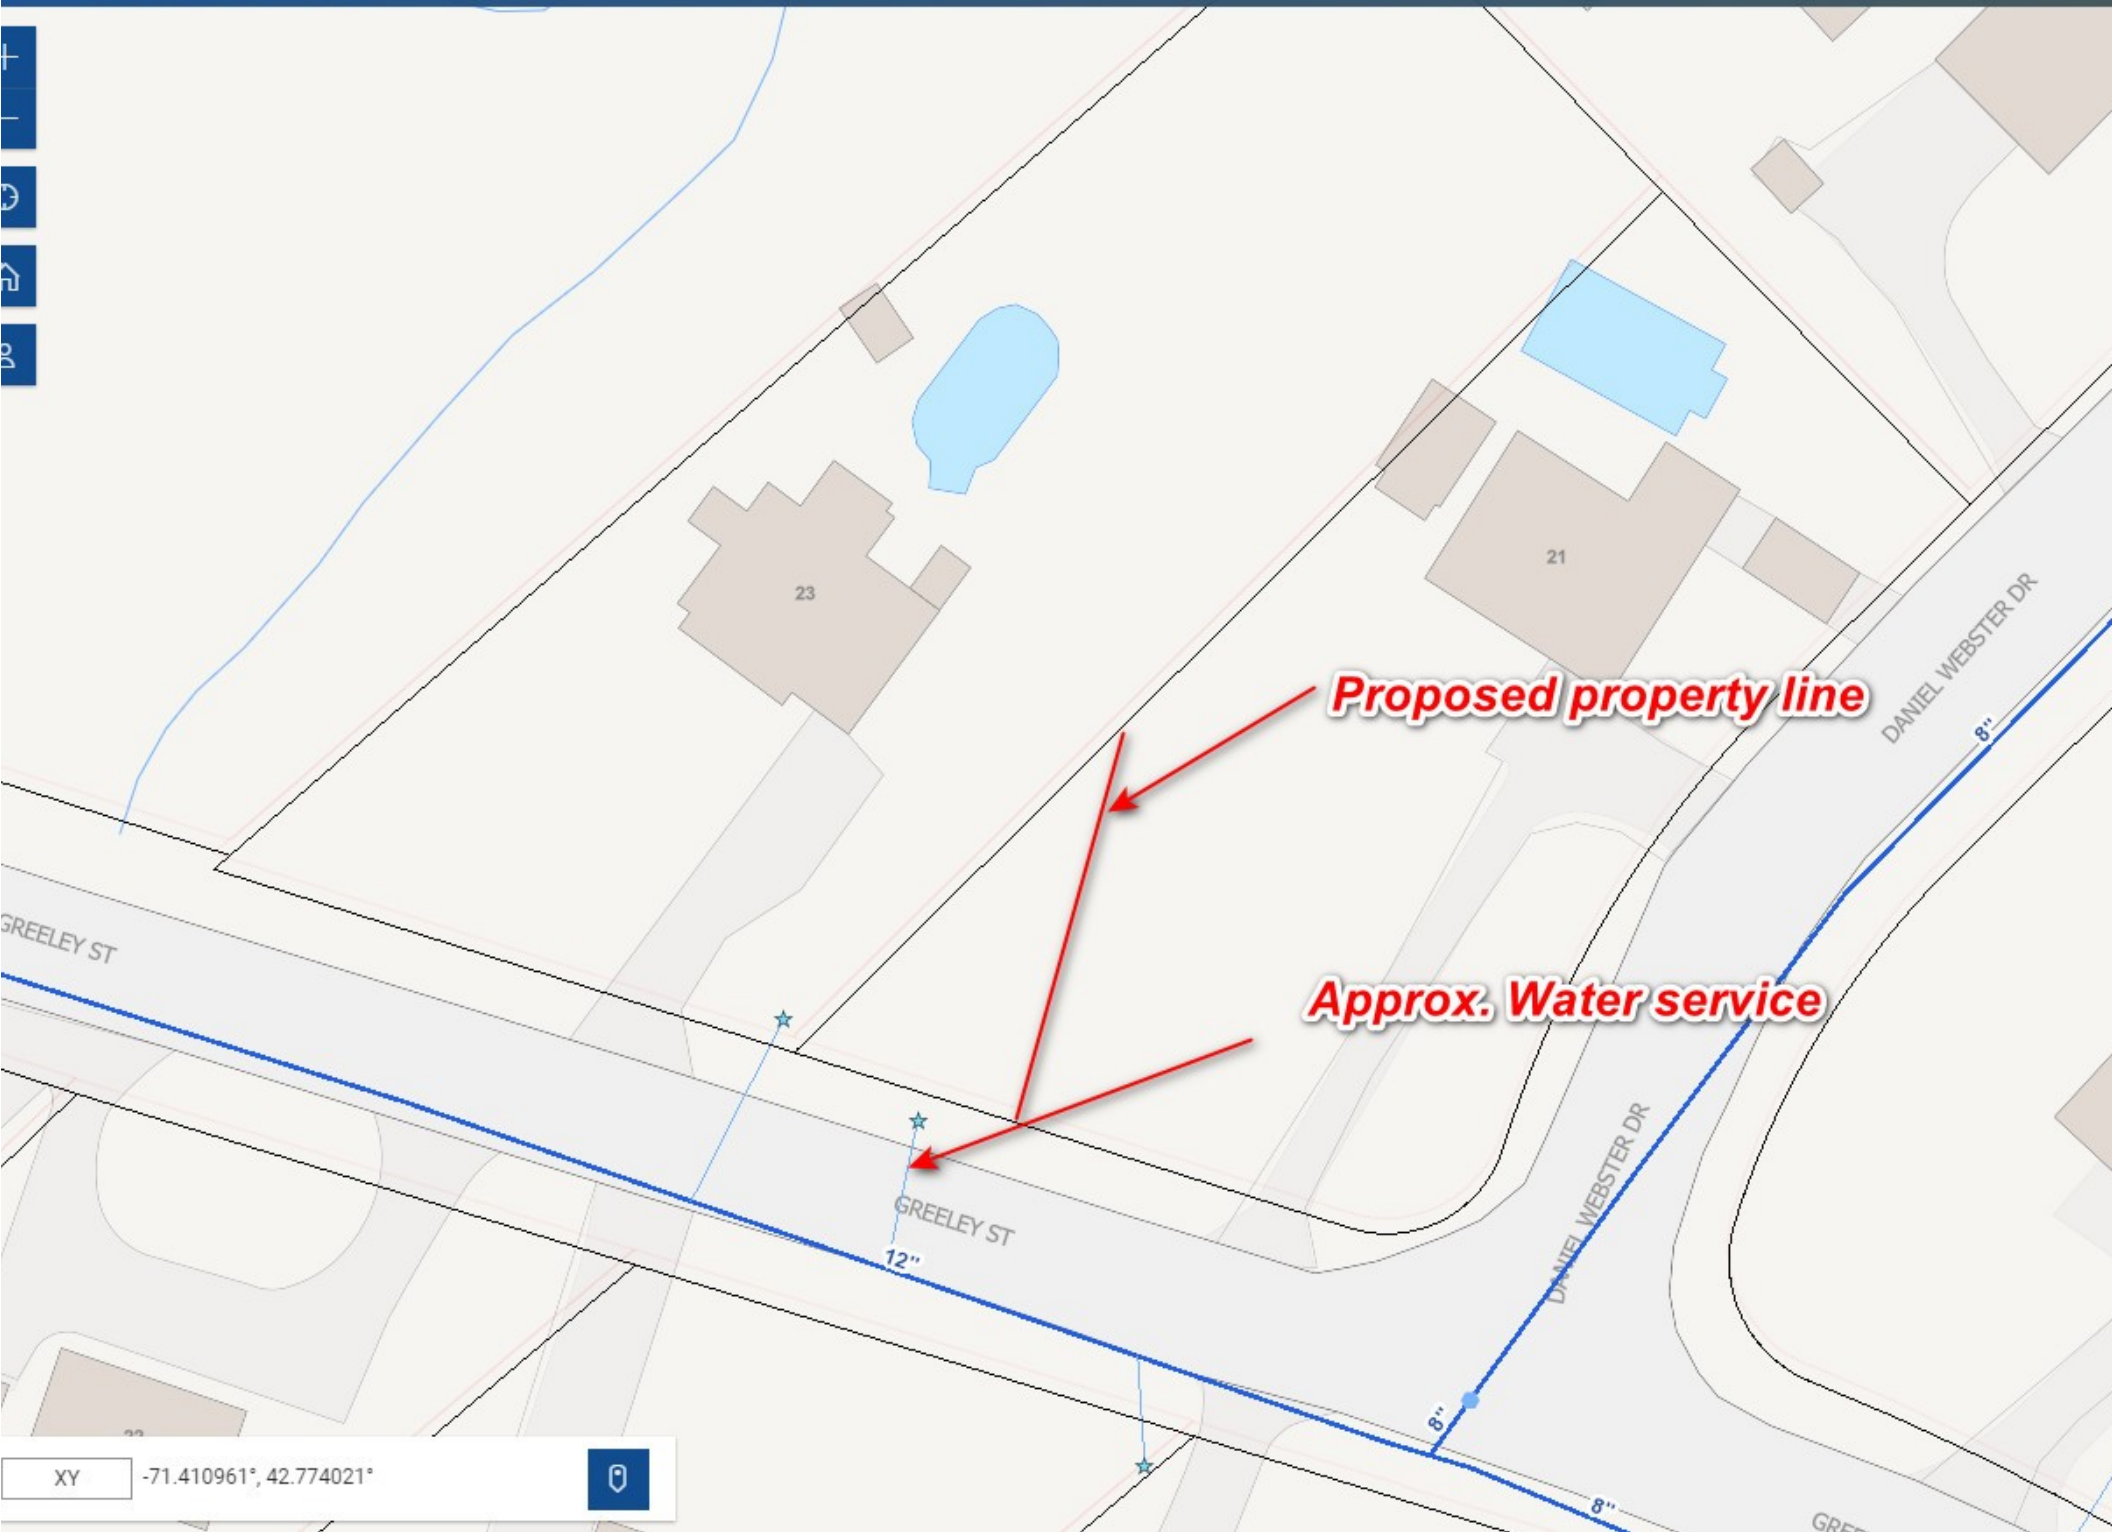 23
21
DANIEL WEBSTER DR
Proposed property line
8"
GREELEY ST
Approx. Water service
GREELEY ST
12"
DANIEL WEBSTER DR
8"
XY
-71.410961°, 42.774021°
8"